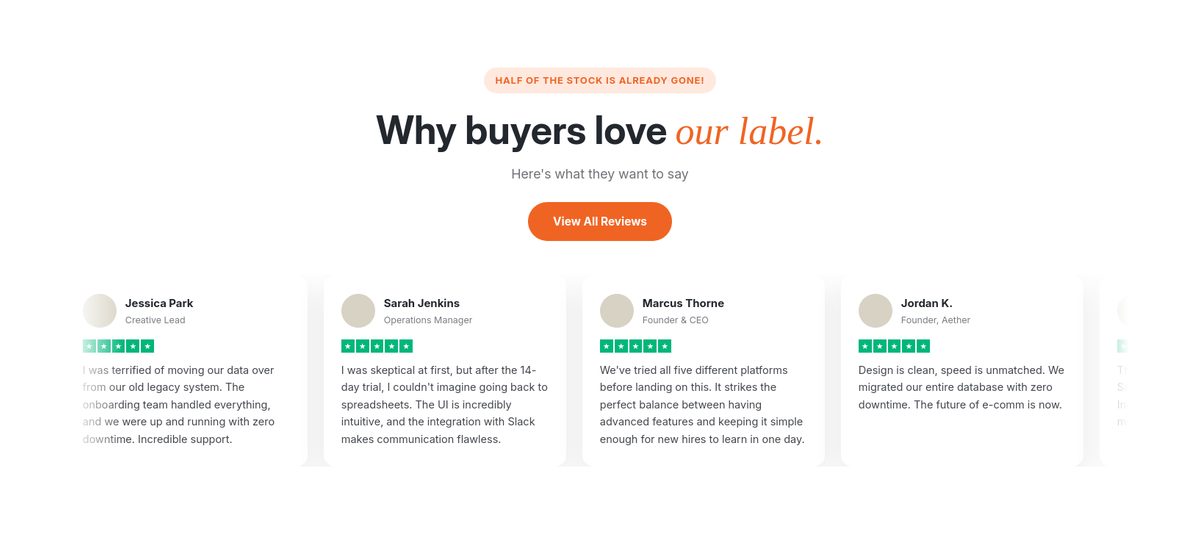 HALF OF THE STOCK IS ALREADY GONE!
Why buyers love our label.
Here's what they want to say
View All Reviews
Jessica Park
Creative Lead
I was terrified of moving our data over
from our old legacy system. The
onboarding team handled everything,
and we were up and running with zero
downtime. Incredible support.
Sarah Jenkins
Operations Manager
I was skeptical at first, but after the 14-
day trial, I couldn't imagine going back to
spreadsheets. The UI is incredibly
intuitive, and the integration with Slack
makes communication flawless.
Marcus Thorne
Founder & CEO
We've tried all five different platforms
before landing on this. It strikes the
perfect balance between having
advanced features and keeping it simple
enough for new hires to learn in one day.
Jordan K.
Founder, Aether
Design is clean, speed is unmatched. We
migrated our entire database with zero
downtime. The future of e-comm is now.